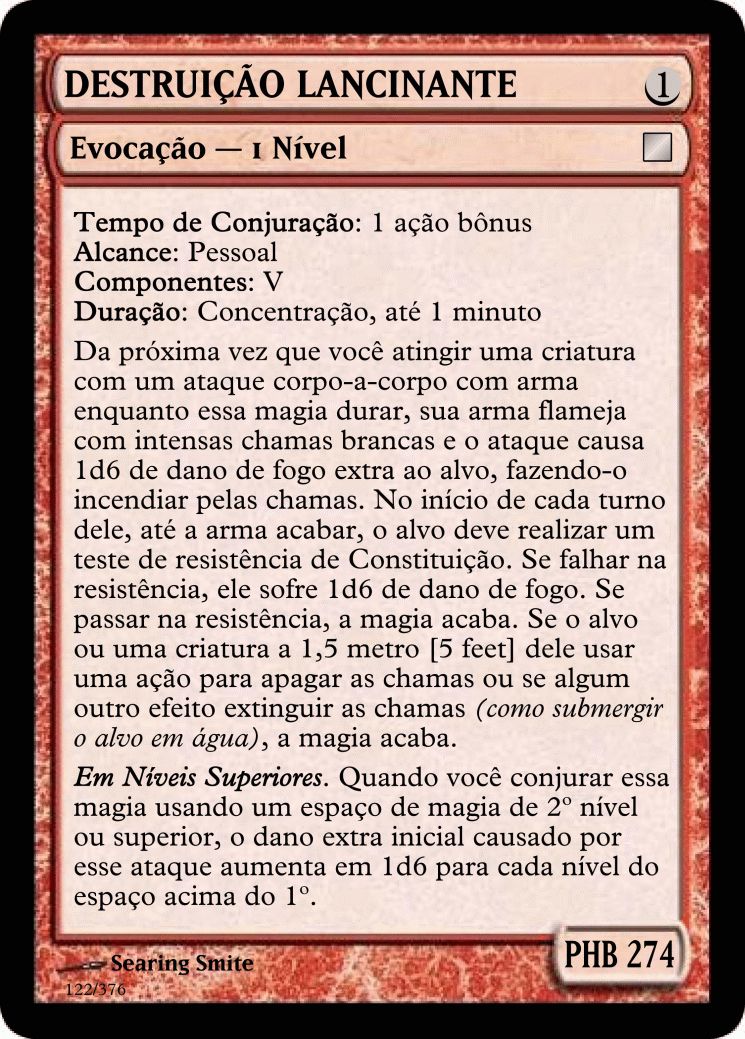 DESTRUIÇÃO LANCINANTE
1
Evocação — 1 Nível
Tempo de Conjuração: 1 ação bônus
Alcance: Pessoal
Componentes: V
Duração: Concentração, até 1 minuto
Da próxima vez que você atingir uma criatura
com um ataque corpo-a-corpo com arma
enquanto essa magia durar, sua arma flameja
com intensas chamas brancas e o ataque causa
1d6 de dano de fogo extra ao alvo, fazendo-o
incendiar pelas chamas. No início de cada turno
dele, até a arma acabar, o alvo deve realizar um
teste de resistência de Constituição. Se falhar na
resistência, ele sofre 1d6 de dano de fogo. Se
passar na resistência, a magia acaba. Se o alvo
ou uma criatura a 1,5 metro [5 feet] dele usar
uma ação para apagar as chamas ou se algum
outro efeito extinguir as chamas (como submergir
o alvo em água), a magia acaba.
Em Níveis Superiores. Quando você conjurar essa
magia usando um espaço de magia de 2º nível
ou superior, o dano extra inicial causado por
esse ataque aumenta em 1d6 para cada nível do
espaço acima do 1º.
PHB 274
Searing Smite
122/376